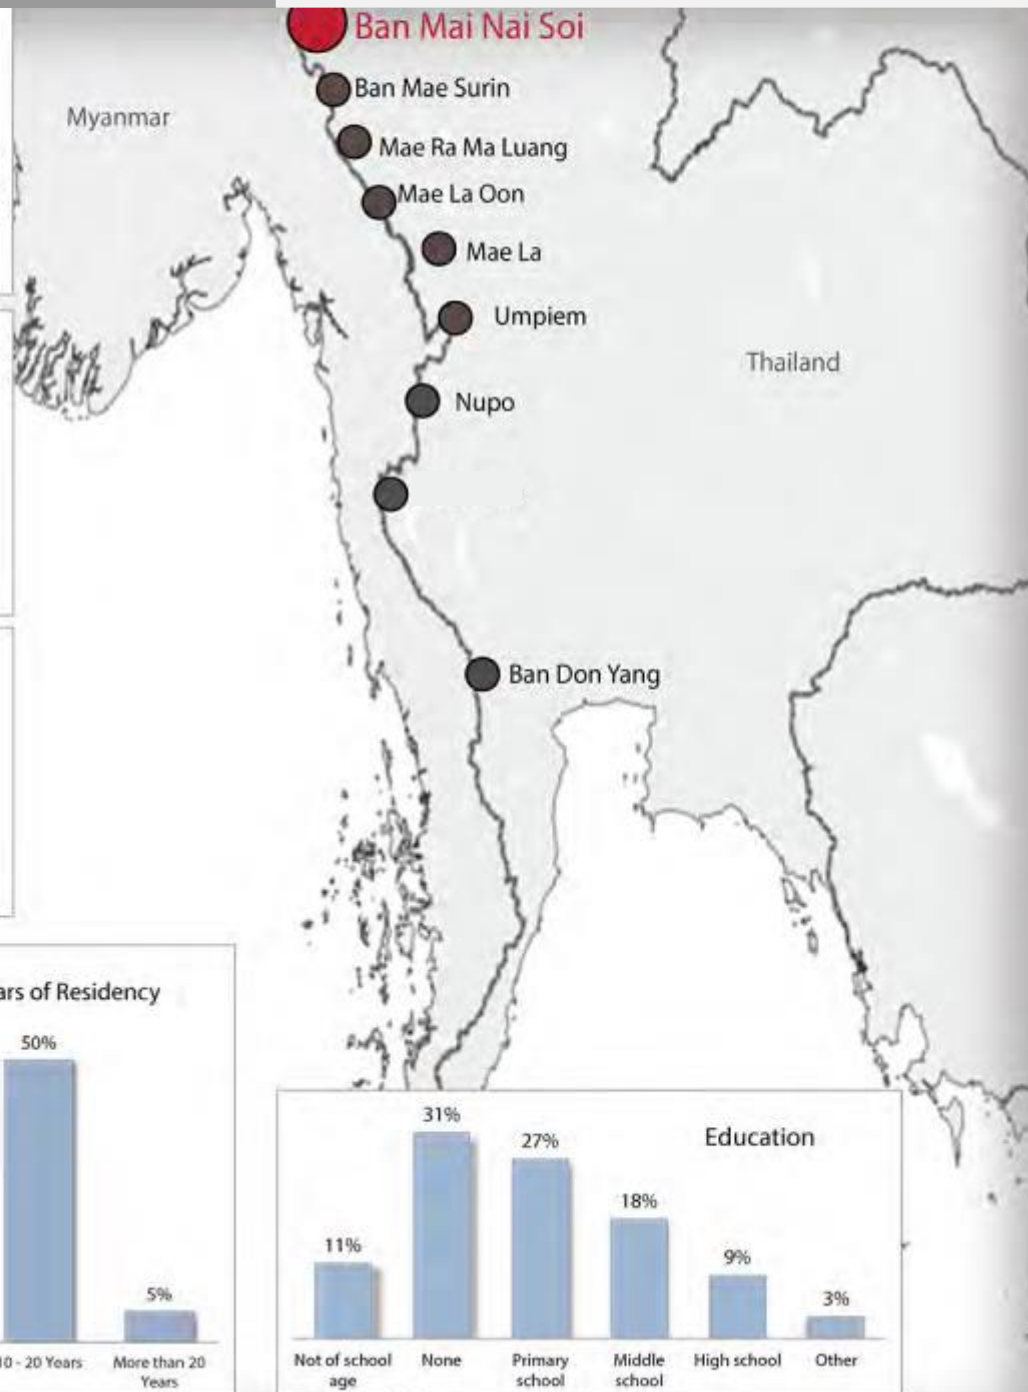 Ban Mai Nai Soi
Ban Mae Surin
Myanmar
Mae Ra Ma Luang
Mae La Oon
Mae La
Umpiem
Thailand
Nupo
Ban Don Yang
ars of Residency
50%
5%
10 - 20 Years
More than 20
Years
Education
31%
27%
18%
11%
9%
3%
Not of school
age
None
Primary
school
Middle
school
High school
Other